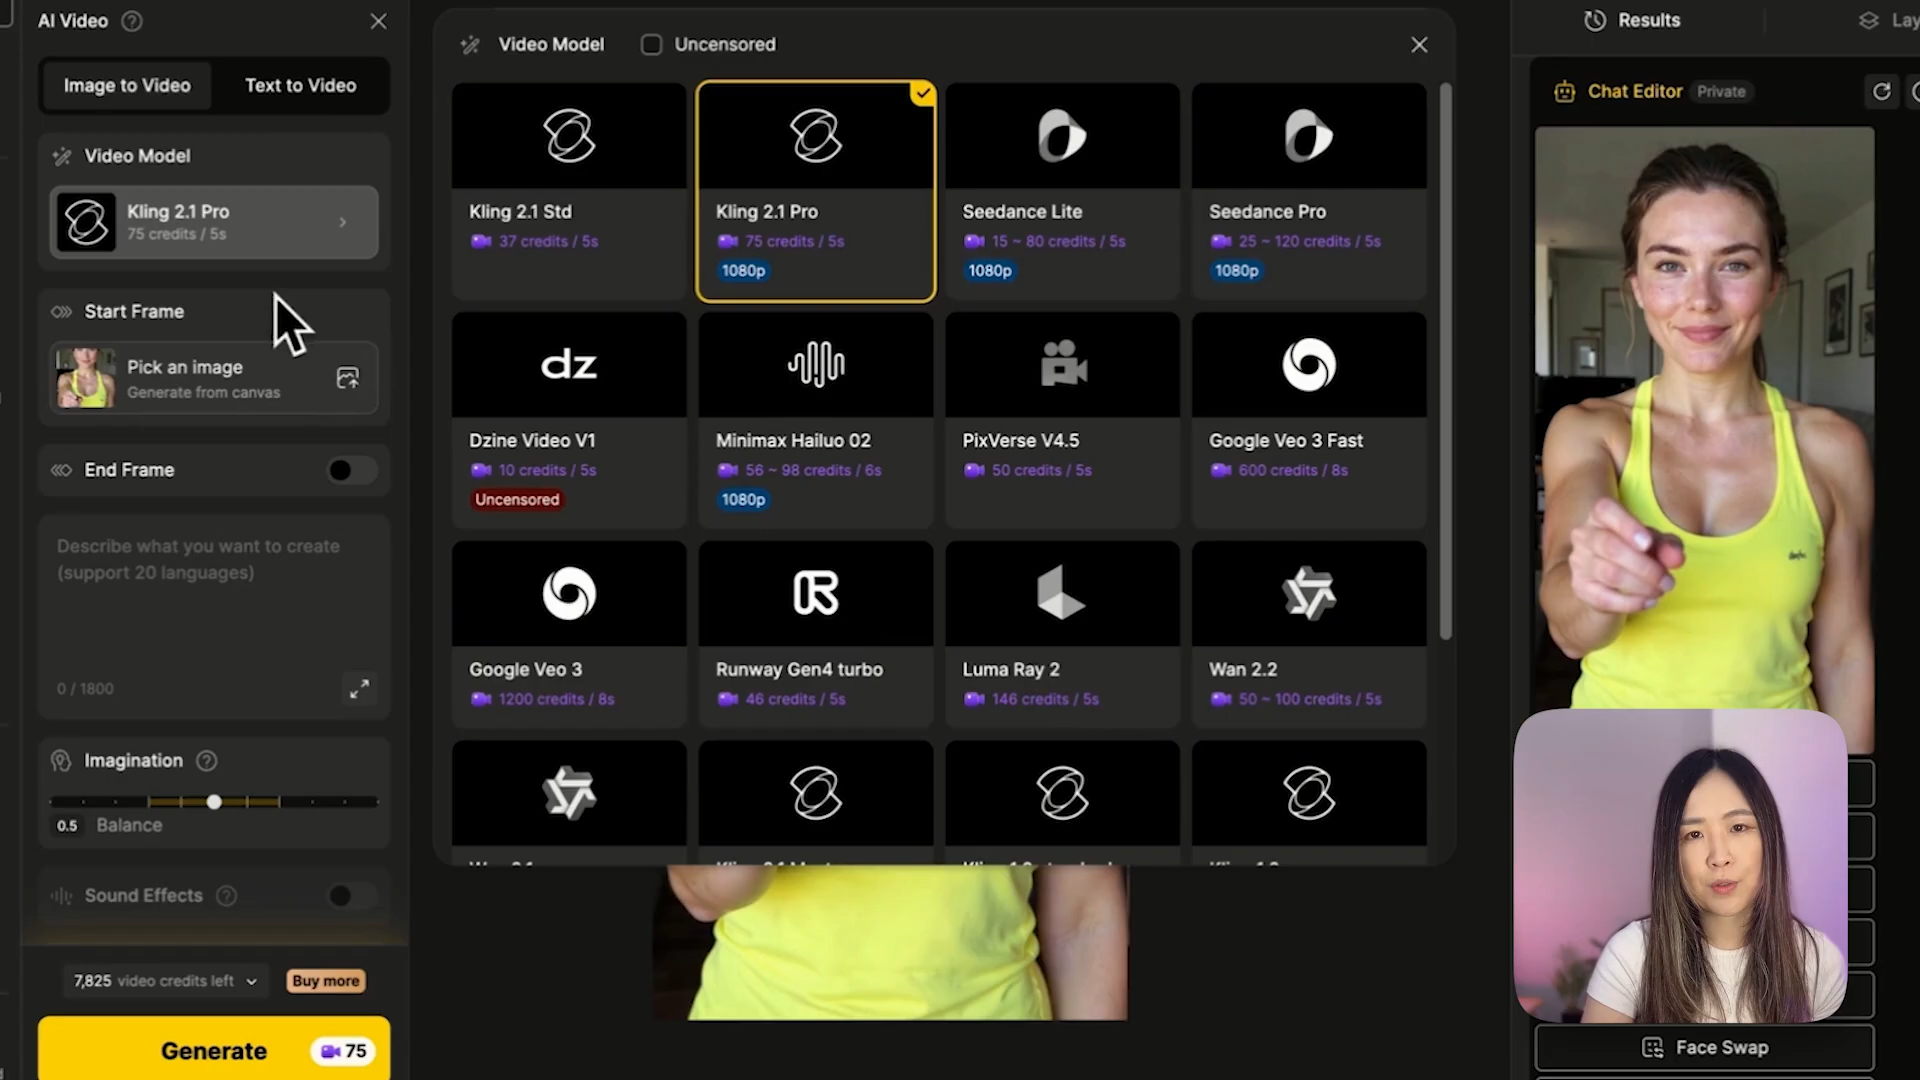 AI Video
Image to Video
Text to Video
Video Model
Kling 2.1 Pro
75 credits / 5s
Start Frame
Pick an image
Generate from canvas
End Frame
Describe what you want to create
(support 20 languages)
0 / 1800
Imagination
0.5 Balance
Sound Effects
7,825 video credits left
Buy more
Generate
75
Video Model
Uncensored
Kling 2.1 Std
37 credits / 5s
Kling 2.1 Pro
75 credits / 5s
1080p
Seedance Lite
15 ~ 80 credits / 5s
1080p
Seedance Pro
25 ~ 120 credits / 5s
1080p
dz
Dzine Video V1
10 credits / 5s
Uncensored
Minimax Hailuo 02
56 ~ 98 credits / 6s
1080p
PixVerse V4.5
50 credits / 5s
Google Veo 3 Fast
600 credits / 8s
Google Veo 3
1200 credits / 8s
Runway Gen4 turbo
46 credits / 5s
Luma Ray 2
146 credits / 5s
Wan 2.2
50 ~ 100 credits / 5s
Results
Lay
Chat Editor
Private
Face Swap